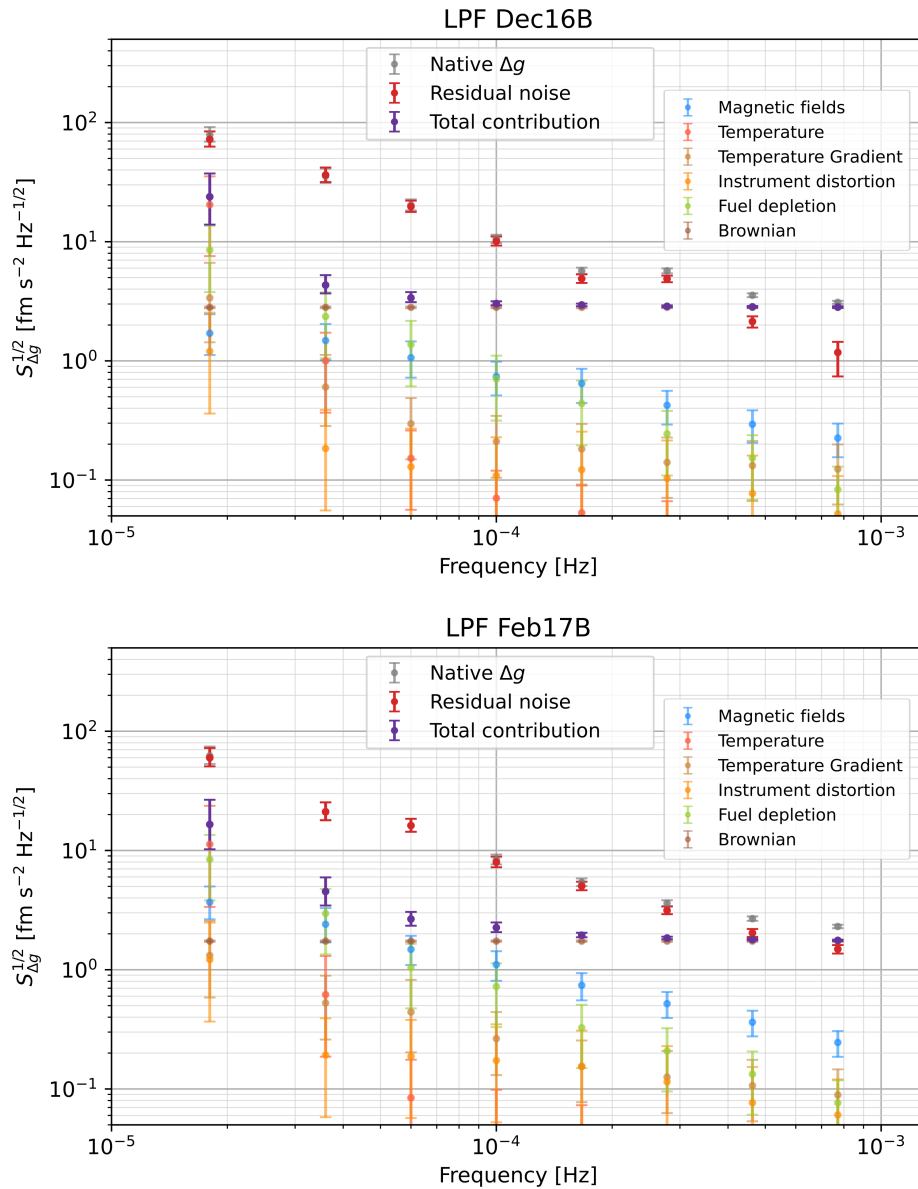 LPF Dec16B
Native Δg
Residual noise
Total contribution
Magnetic fields
Temperature
Temperature Gradient
Instrument distortion
Fuel depletion
Brownian
10²
10¹
10⁰
10⁻¹
S_Δg^1/2 [fm s⁻² Hz⁻¹/²]
10⁻⁵
10⁻⁴
10⁻³
Frequency [Hz]
LPF Feb17B
Native Δg
Residual noise
Total contribution
Magnetic fields
Temperature
Temperature Gradient
Instrument distortion
Fuel depletion
Brownian
10²
10¹
10⁰
10⁻¹
S_Δg^1/2 [fm s⁻² Hz⁻¹/²]
10⁻⁵
10⁻⁴
10⁻³
Frequency [Hz]